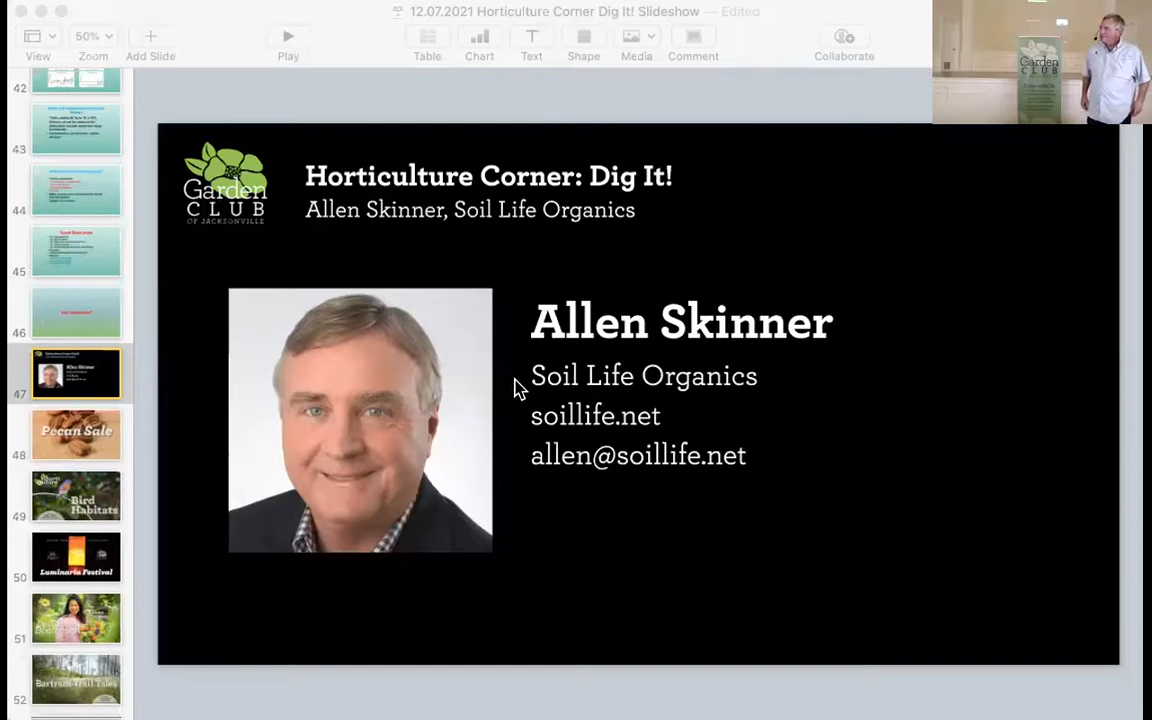 12.07.2021 Horticulture Corner Dig It! Slideshow — Edited
50%
View
Zoom
Add Slide
Play
Table
Chart
Text
Shape
Media
Comment
Collaborate
Garden
CLUB
42
43
44
45
46
47
48
Pecan Sale
49
Bird
Habitats
50
Luminaria Festival
51
52
Bartram Trail Tales
Garden
CLUB
OF JACKSONVILLE
Horticulture Corner: Dig It!
Allen Skinner, Soil Life Organics
Allen Skinner
Soil Life Organics
soillife.net
allen@soillife.net